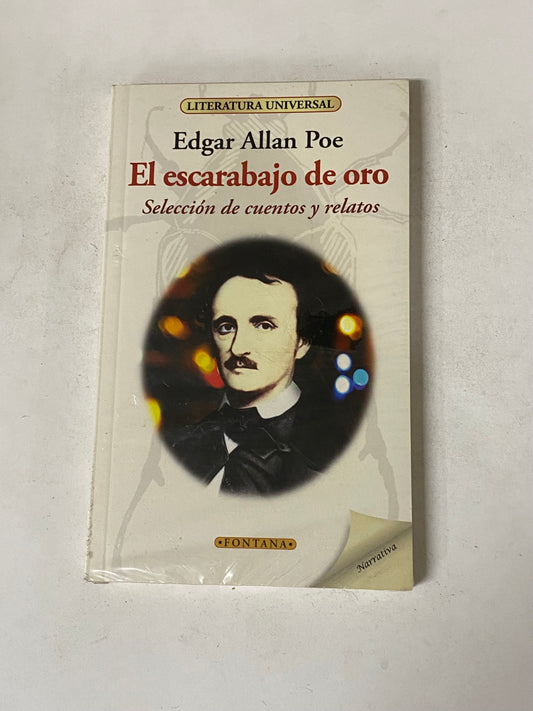 LITERATURA UNIVERSAL
Edgar Allan Poe
El escarabajo de oro
Selección de cuentos y relatos
•FONTANA•
Narrativa